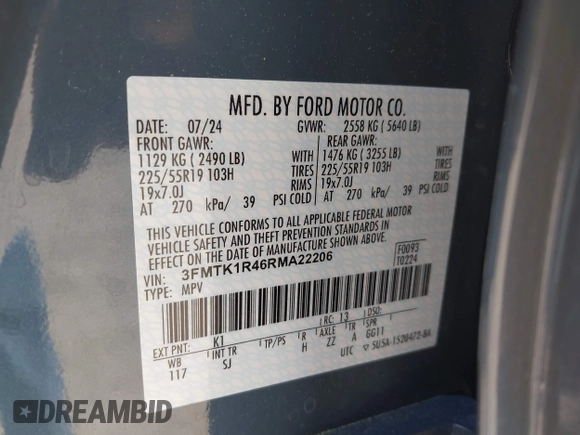 MFD. BY FORD MOTOR CO.
DATE: 07/24 GVWR: 2558 KG ( 5640 LB)
FRONT GAWR: REAR GAWR:
1129 KG ( 2490 LB) WITH 1476 KG ( 3255 LB) WITH
225/55R19 103H TIRES 225/55R19 103H TIRES
19x7.0J RIMS 19x7.0J RIMS
AT 270 kPa/ 39 PSI COLD AT 270 kPa/ 39 PSI COLD
THIS VEHICLE CONFORMS TO ALL APPLICABLE FEDERAL MOTOR
VEHICLE SAFETY AND THEFT PREVENTION STANDARDS IN
EFFECT ON THE DATE OF MANUFACTURE SHOWN ABOVE.
VIN: 3FMTK1R46RMA22206
TYPE: MPV
F0093
T0224
EXT PNT: K1 RC: 13 DSO:
WB INT TR TP/PS R AXLE TR SPR
117 SJ H ZZ A GG11
UTC SU5A-1520472-BA
DREAMBID